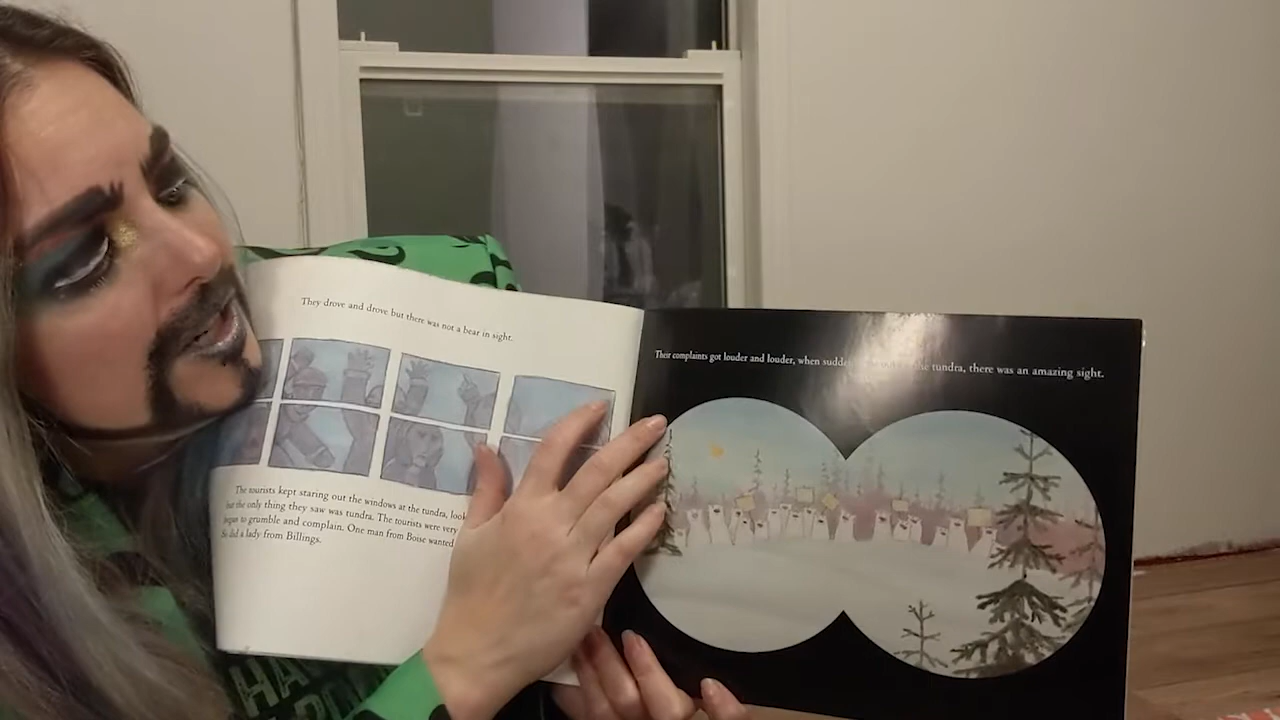 They drove and drove but there was not a bear in sight.
The tourists kept staring out the windows at the tundra,
but the only thing they saw was tundra. The tourists were very
began to grumble and complain. One man from Boise wanted
So did a lady from Billings.
Their complaints got louder and louder, when the tundra, there was an amazing sight.
HA